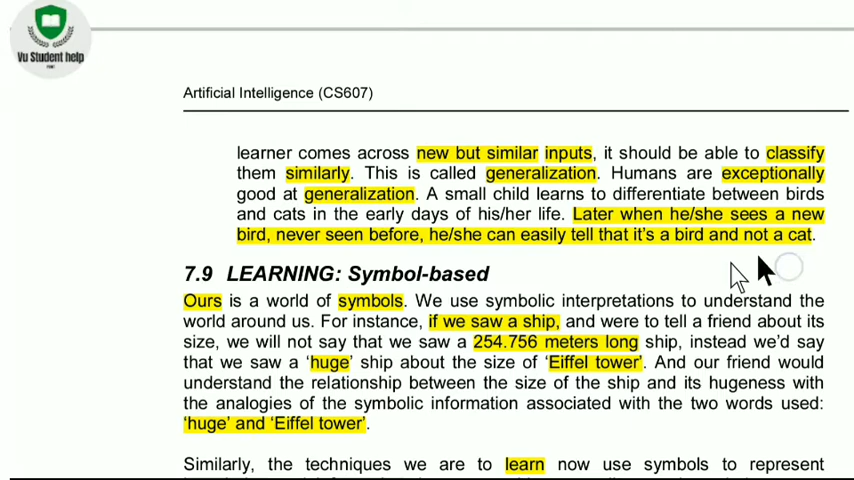 Vu Student help
Artificial Intelligence (CS607)
learner comes across new but similar inputs, it should be able to classify
them similarly. This is called generalization. Humans are exceptionally
good at generalization. A small child learns to differentiate between birds
and cats in the early days of his/her life. Later when he/she sees a new
bird, never seen before, he/she can easily tell that it's a bird and not a cat.
7.9 LEARNING: Symbol-based
Ours is a world of symbols. We use symbolic interpretations to understand the
world around us. For instance, if we saw a ship, and were to tell a friend about its
size, we will not say that we saw a 254.756 meters long ship, instead we'd say
that we saw a 'huge' ship about the size of 'Eiffel tower'. And our friend would
understand the relationship between the size of the ship and its hugeness with
the analogies of the symbolic information associated with the two words used:
'huge' and 'Eiffel tower'.
Similarly, the techniques we are to learn now use symbols to represent